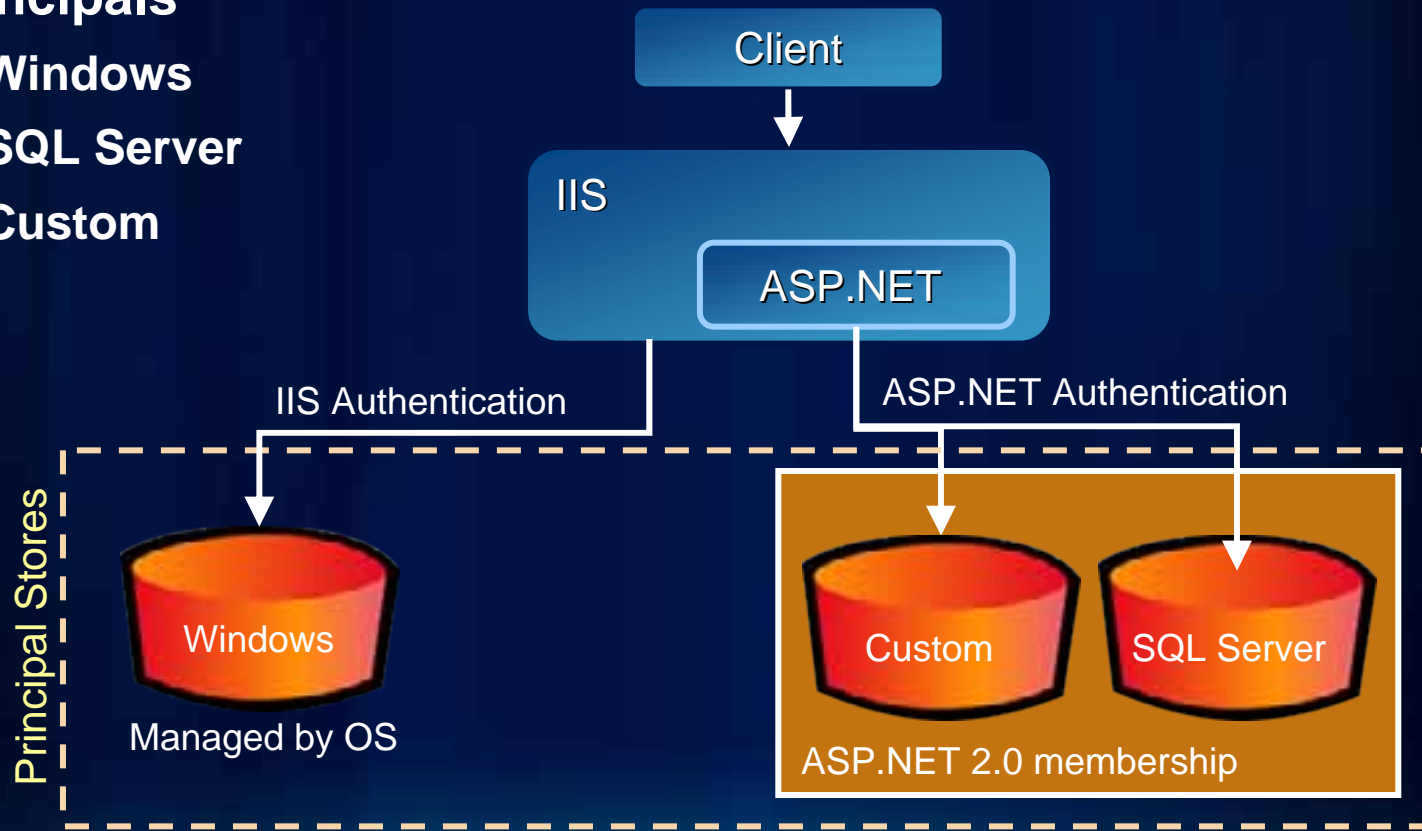 Windows
SQL Server
Custom
Client
IIS
ASP.NET
IIS Authentication
ASP.NET Authentication
Principal Stores
Windows
Managed by OS
Custom
SQL Server
ASP.NET 2.0 membership